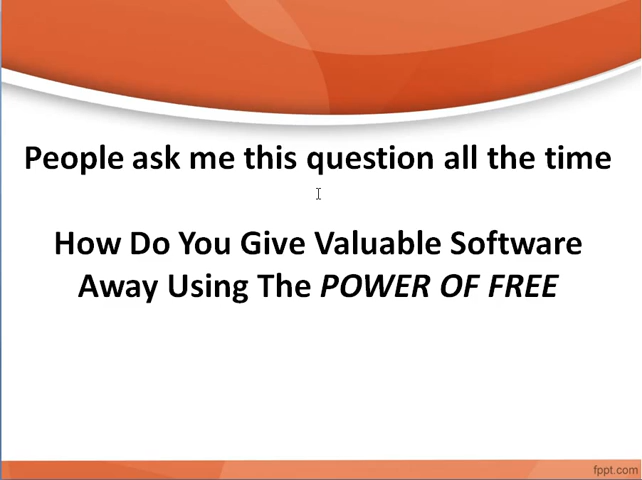 People ask me this question all the time
How Do You Give Valuable Software
Away Using The POWER OF FREE
fppt.com